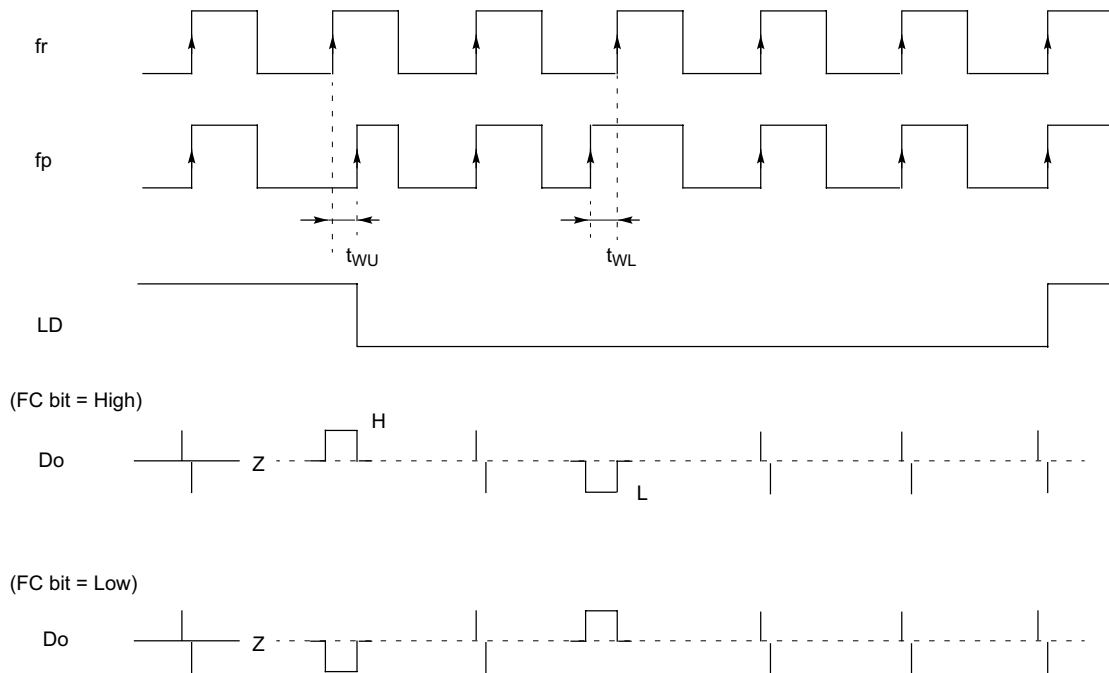 fr
fp
tWU
tWL
LD
(FC bit = High)
H
Do
Z
L
(FC bit = Low)
Do
Z